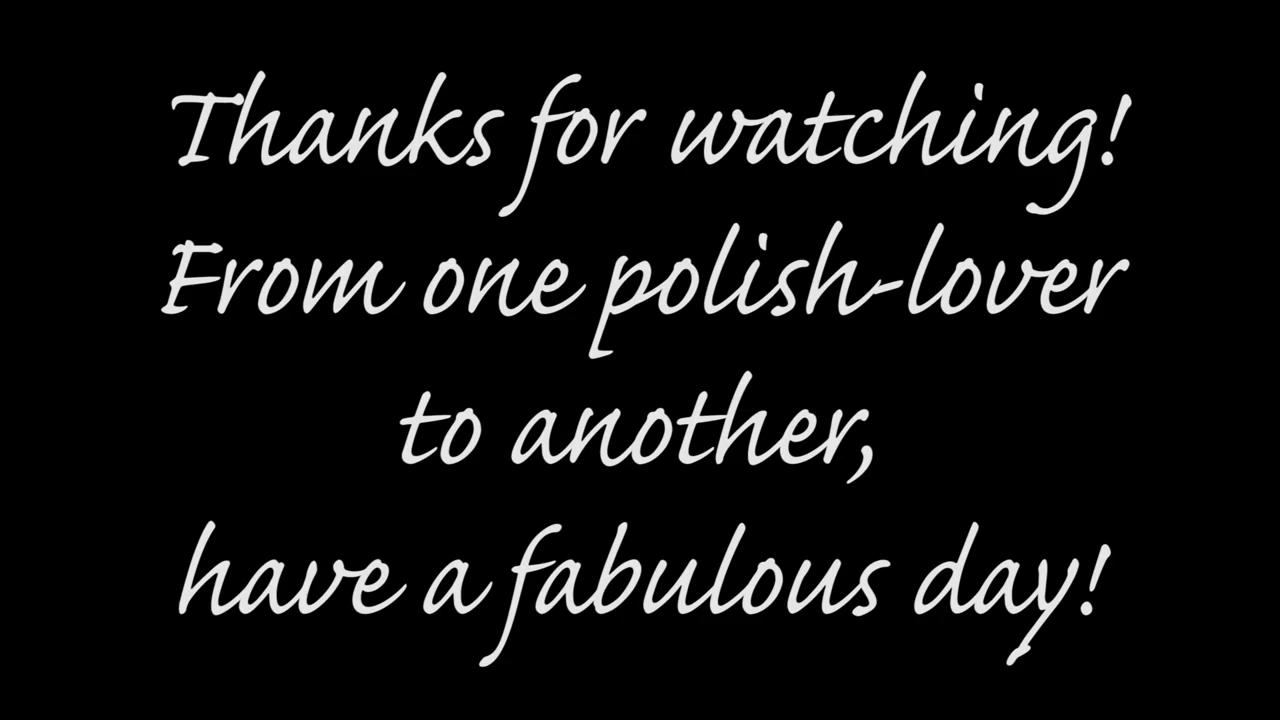 Thanks for watching!
From one polish-lover
to another,
have a fabulous day!